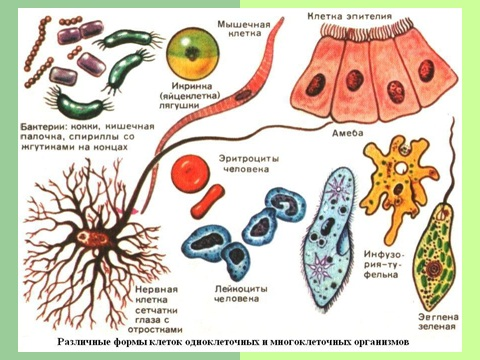 Мышечная
клетка
Клетка эпителия
Икринка
(яйцеклетка)
лягушки
Бактерии: кокки, кишечная
палочка, спириллы со
жгутиками на концах
Амеба
Эритроциты
человека
Нервная
клетка
сетчатки
глаза с
отростками
Лейкоциты
человека
Инфузо-
рия-ту-
фелька
Эвглена
зеленая
Различные формы клеток одноклеточных и многоклеточных организмов